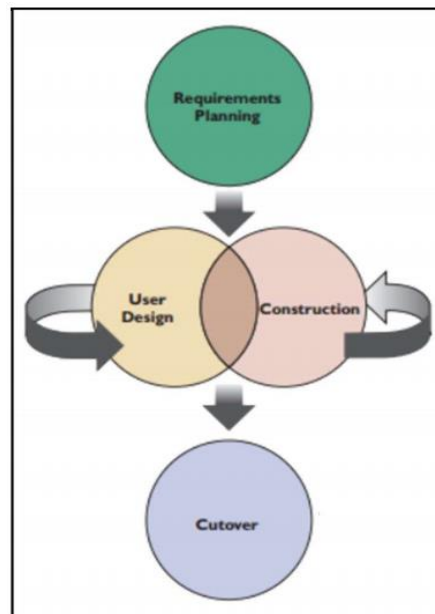 Requirements
Planning
User
Design
Construction
Cutover